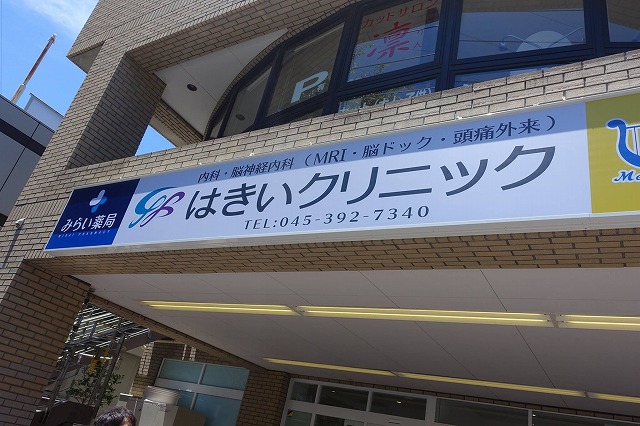 カットサロン
凛
P
内科・脳神経内科（MRI・脳ドック・頭痛外来）
はきいクリニック
TEL:045-392-7340
みらい薬局
MIRAI PHARMACY